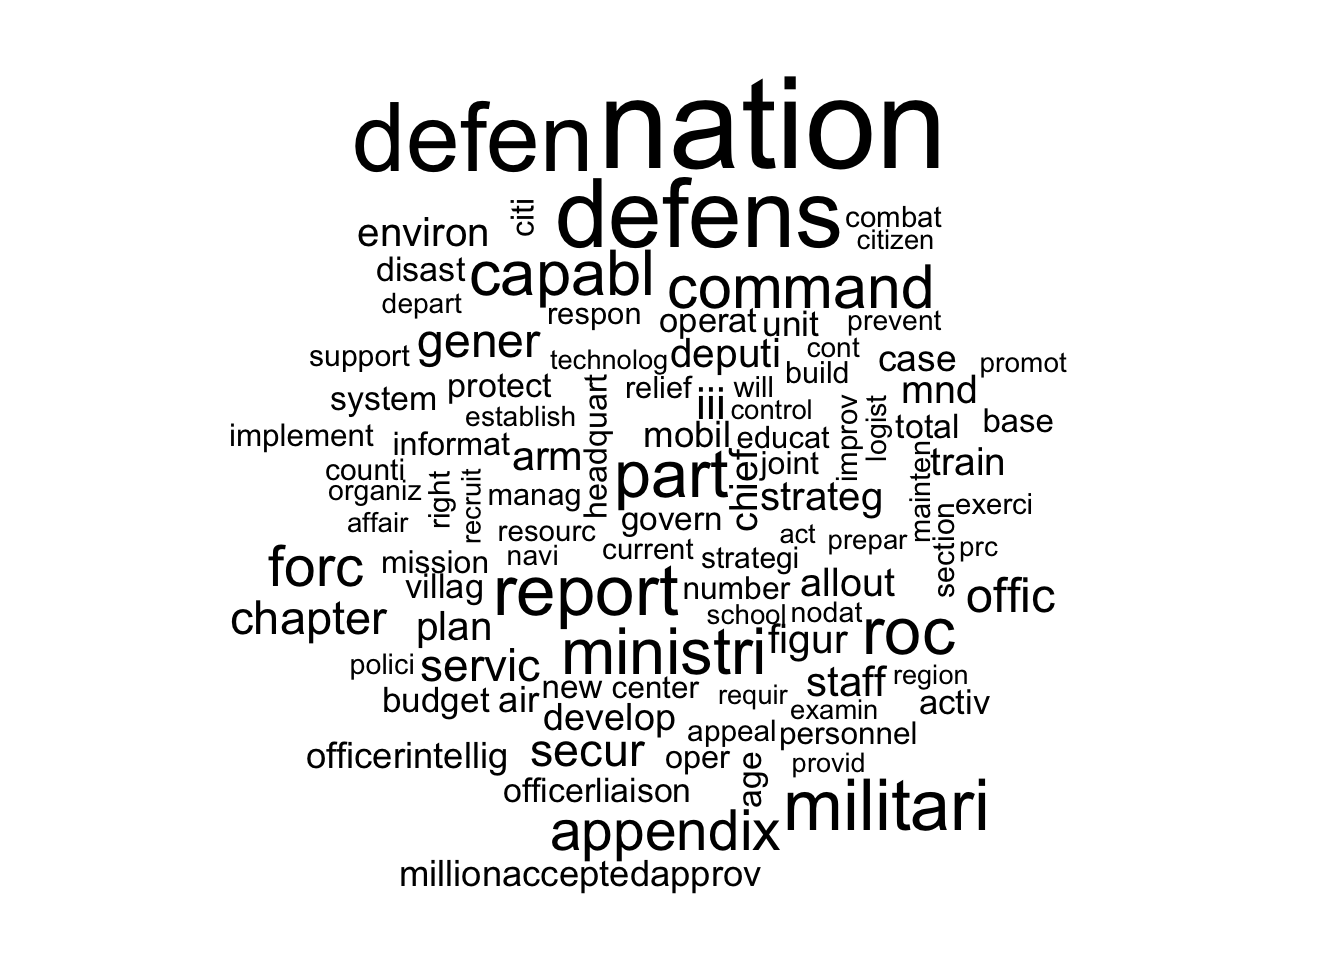 defen nation
defens
environ citi combat
citizen
disast capabl command
depart respon operat unit prevent
support gener technolog deputi cont case promot
system protect relief will build mnd
establish headquart iii control improv logist total base
implement informat mobil educat
counti arm part chief joint mainten train
organiz right recruit manag strateg exerci
affair resourc govern act prepar section prc
forc mission navi current strategi
villag report number allout offic
chapter plan school nodat roc
ministri figur
polici servic staff region
budget air new center requir examin activ
develop appeal personnel
officerintellig secur oper age provid
officerliaison militari
appendix
millionacceptedapprov